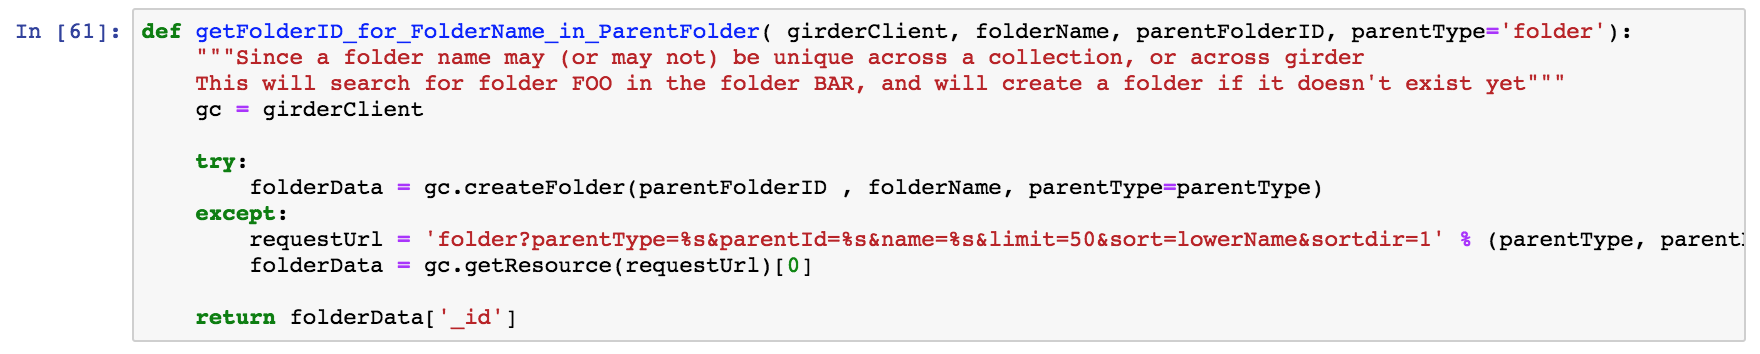 In [61]: def getFolderID_for_FolderName_in_ParentFolder( girderClient, folderName, parentFolderID, parentType='folder'):
    """Since a folder name may (or may not) be unique across a collection, or across girder
    This will search for folder FOO in the folder BAR, and will create a folder if it doesn't exist yet"""
    gc = girderClient
    try:
        folderData = gc.createFolder(parentFolderID , folderName, parentType=parentType)
    except:
        requestUrl = 'folder?parentType=%s&parentId=%s&name=%s&limit=50&sort=lowerName&sortdir=1' % (parentType,
        folderData = gc.getResource(requestUrl)[0]
    return folderData['_id']